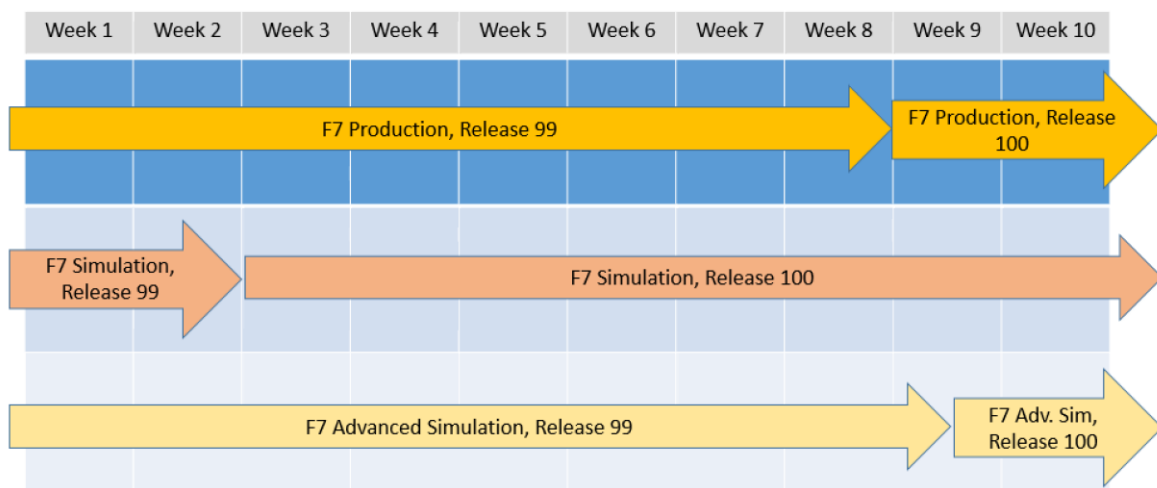 Week 1 Week 2 Week 3 Week 4 Week 5 Week 6 Week 7 Week 8 Week 9 Week 10
F7 Production, Release 99
F7 Production, Release
100
F7 Simulation,
Release 99
F7 Simulation, Release 100
F7 Advanced Simulation, Release 99
F7 Adv. Sim,
Release 100